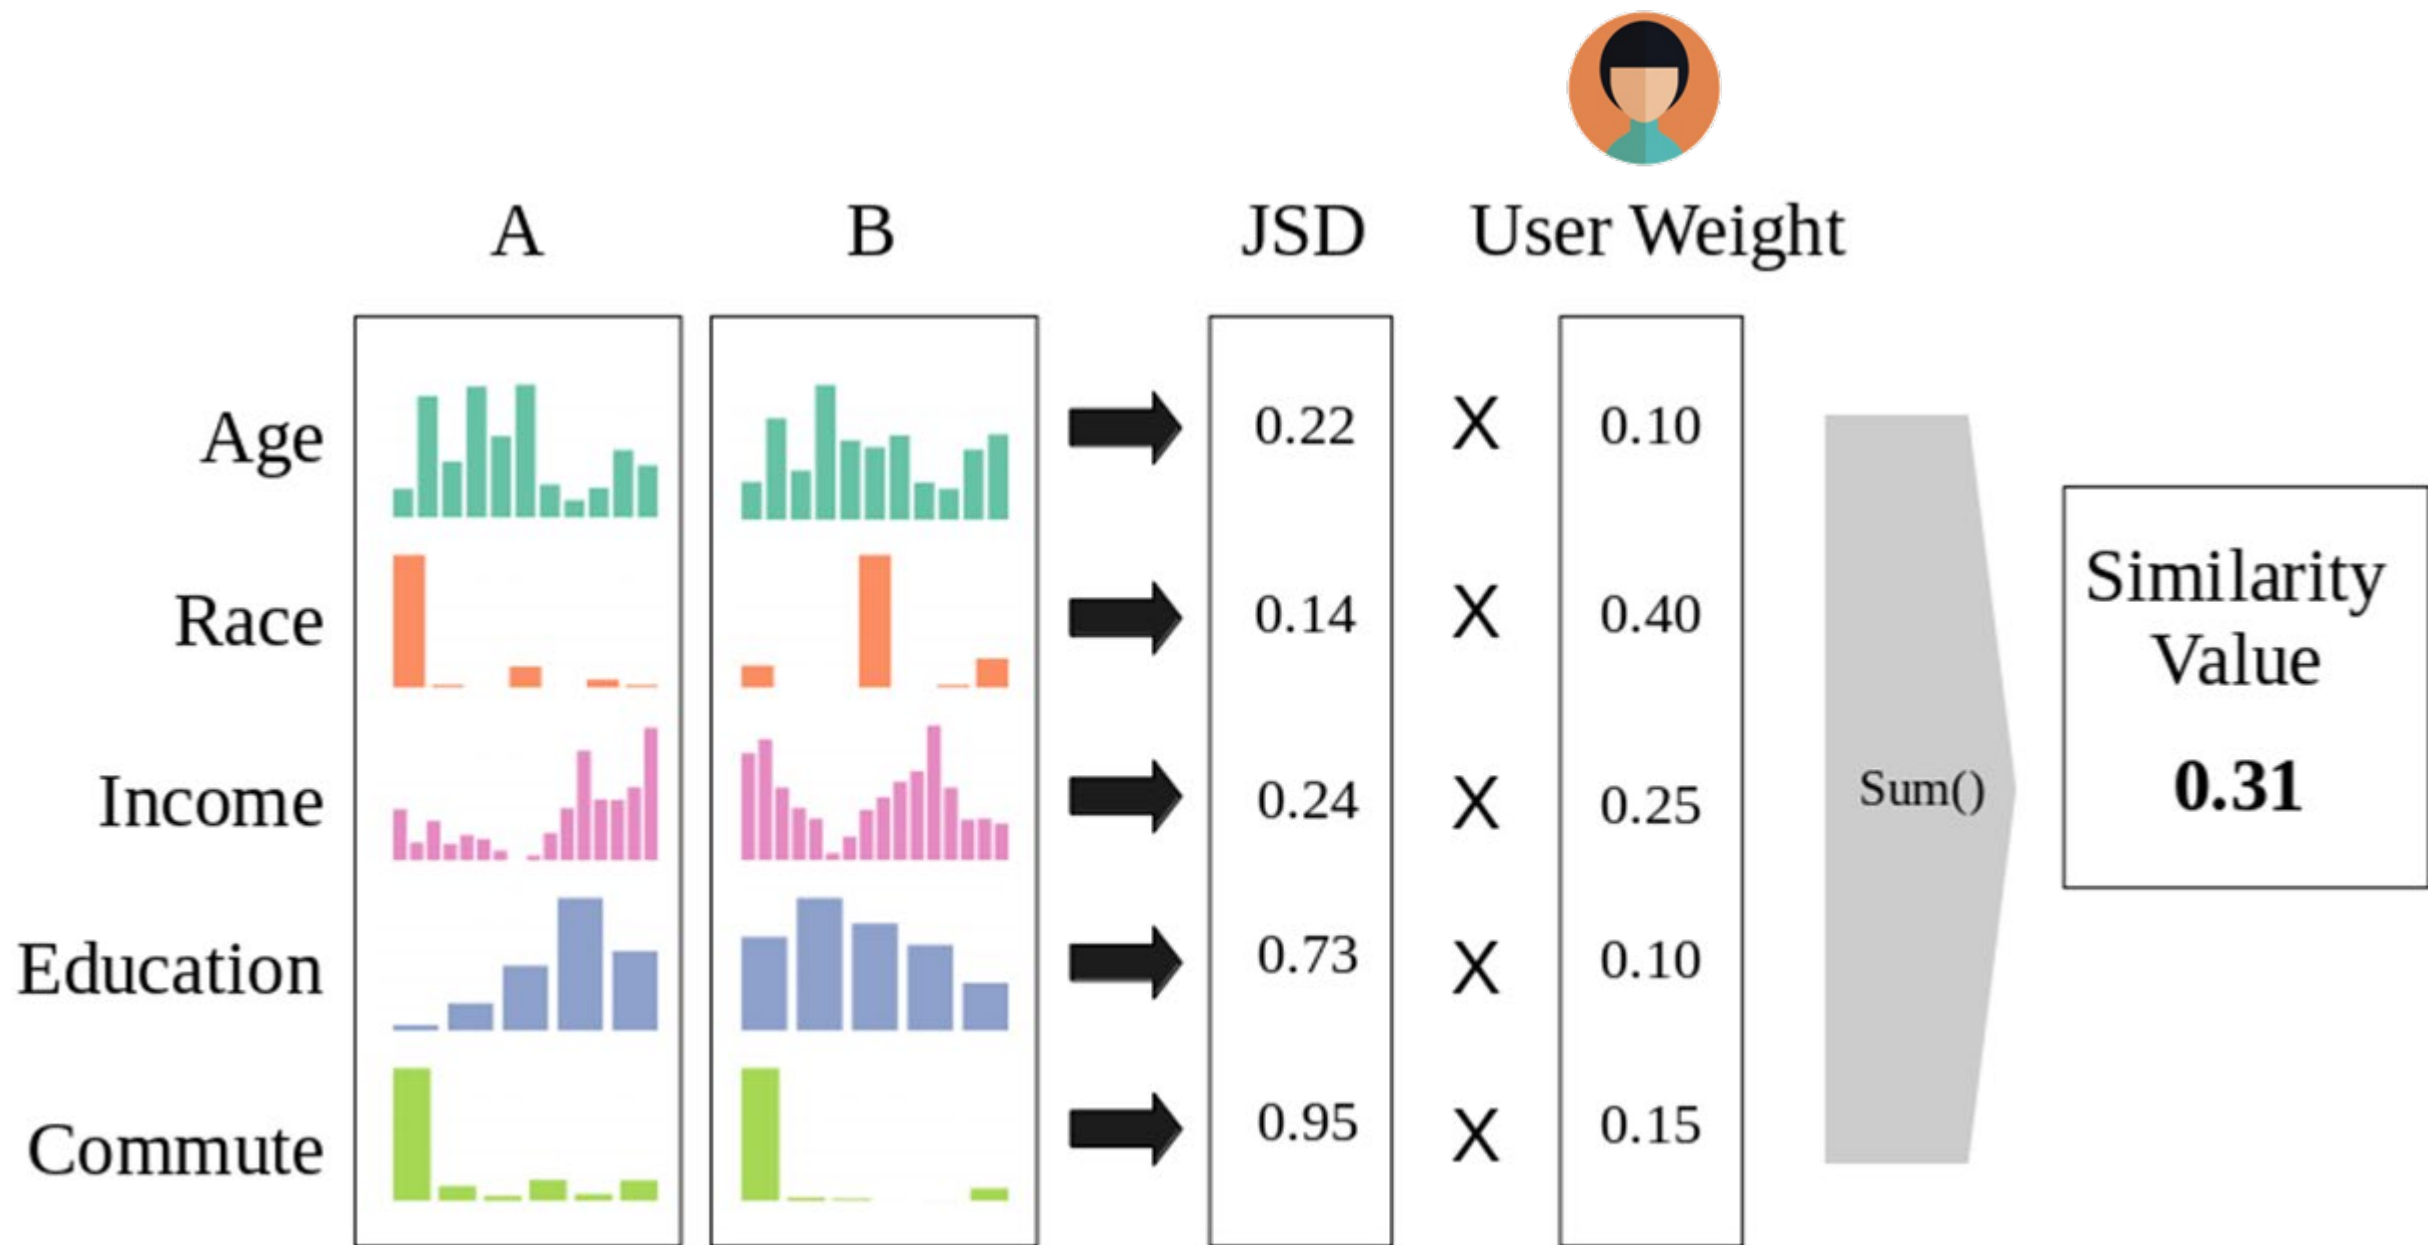 A B JSD User Weight
Age 0.22 X 0.10
Race 0.14 X 0.40
Income 0.24 X 0.25
Education 0.73 X 0.10
Commute 0.95 X 0.15
Sum()
Similarity
Value
0.31